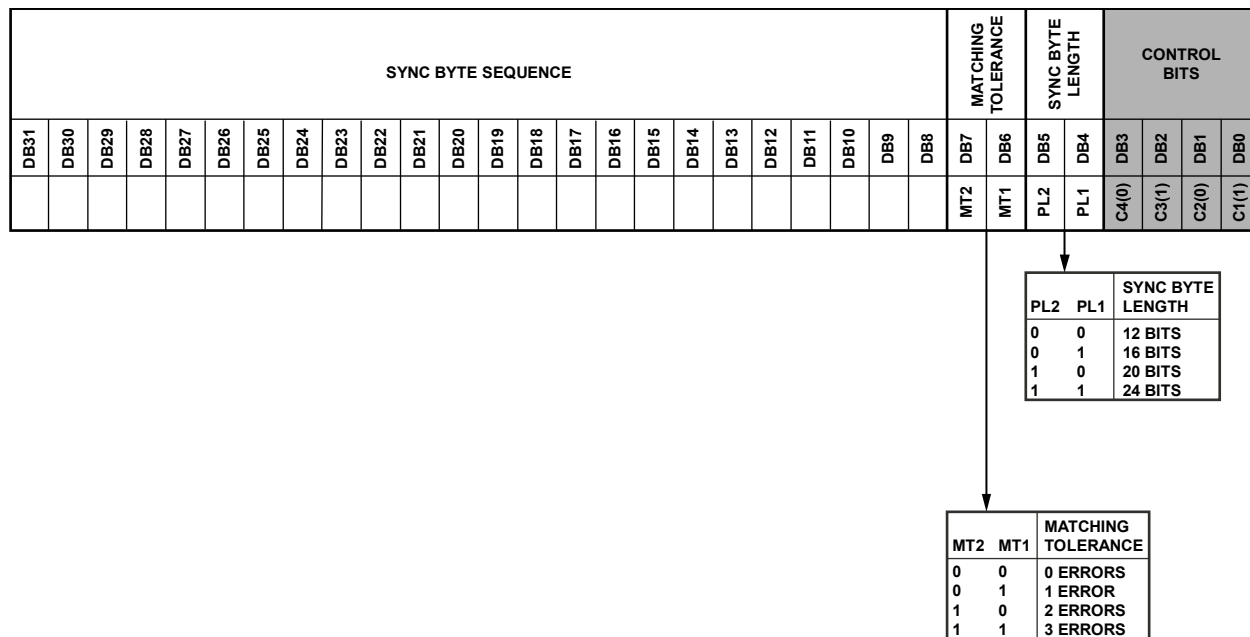 SYNC BYTE SEQUENCE
MATCHING
TOLERANCE
SYNC BYTE
LENGTH
CONTROL
BITS
DB31 DB30 DB29 DB28 DB27 DB26 DB25 DB24 DB23 DB22 DB21 DB20 DB19 DB18 DB17 DB16 DB15 DB14 DB13 DB12 DB11 DB10 DB9 DB8 DB7 DB6 DB5 DB4 DB3 DB2 DB1 DB0
MT2 MT1 PL2 PL1 C4(0) C3(1) C2(0) C1(1)
PL2 PL1 SYNC BYTE
LENGTH
0 0 12 BITS
0 1 16 BITS
1 0 20 BITS
1 1 24 BITS
MT2 MT1 MATCHING
TOLERANCE
0 0 0 ERRORS
0 1 1 ERROR
1 0 2 ERRORS
1 1 3 ERRORS